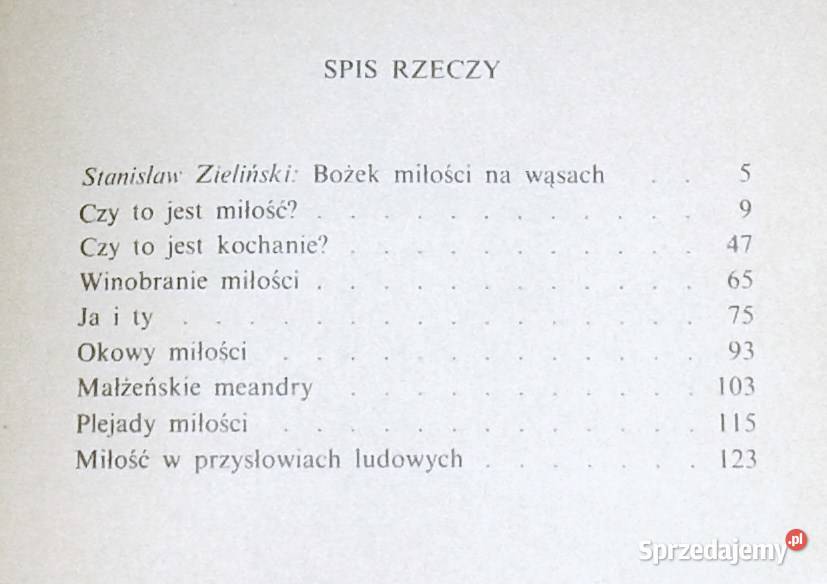 SPIS RZECZY
Stanisław Zieliński: Bożek miłości na wąsach . . 5
Czy to jest miłość? . . . . . . . . . . . 9
Czy to jest kochanie? . . . . . . . . . . . 47
Winobranie miłości . . . . . . . . . . . 65
Ja i ty . . . . . . . . . . . . . . . 75
Okowy miłości . . . . . . . . . . . . 93
Małżeńskie meandry . . . . . . . . . . 103
Plejady miłości . . . . . . . . . . . . 115
Miłość w przysłowiach ludowych . . . . . . . 123
Sprzedajemy.pl